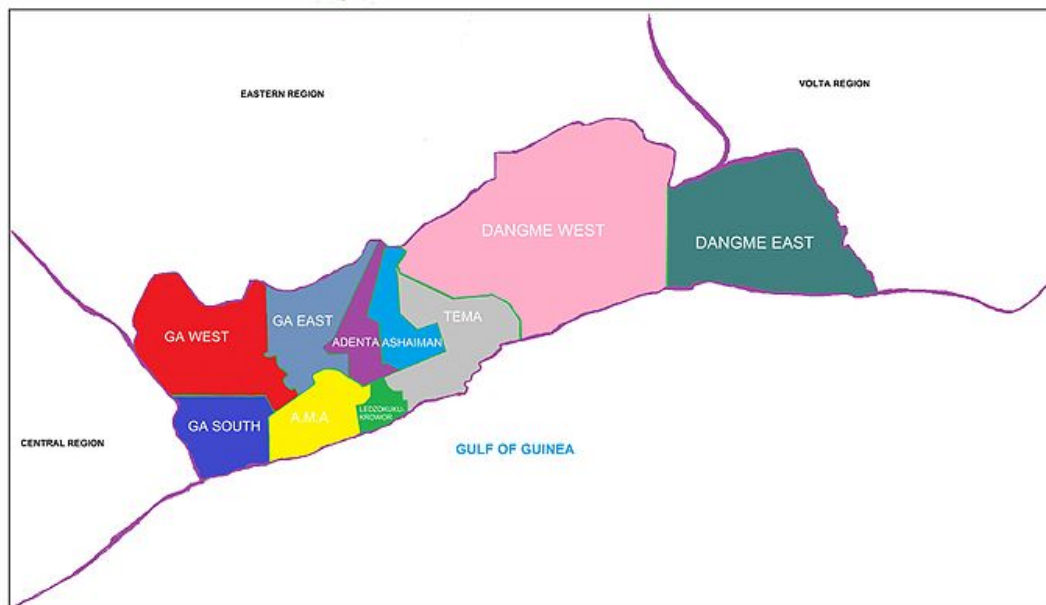 EASTERN REGION
VOLTA REGION
DANGME WEST
DANGME EAST
TEMA
GA EAST
GA WEST
ADENTA
ASHAIMAN
LEDZOKUKU-
KROWOR
A.M.A
GA SOUTH
CENTRAL REGION
GULF OF GUINEA